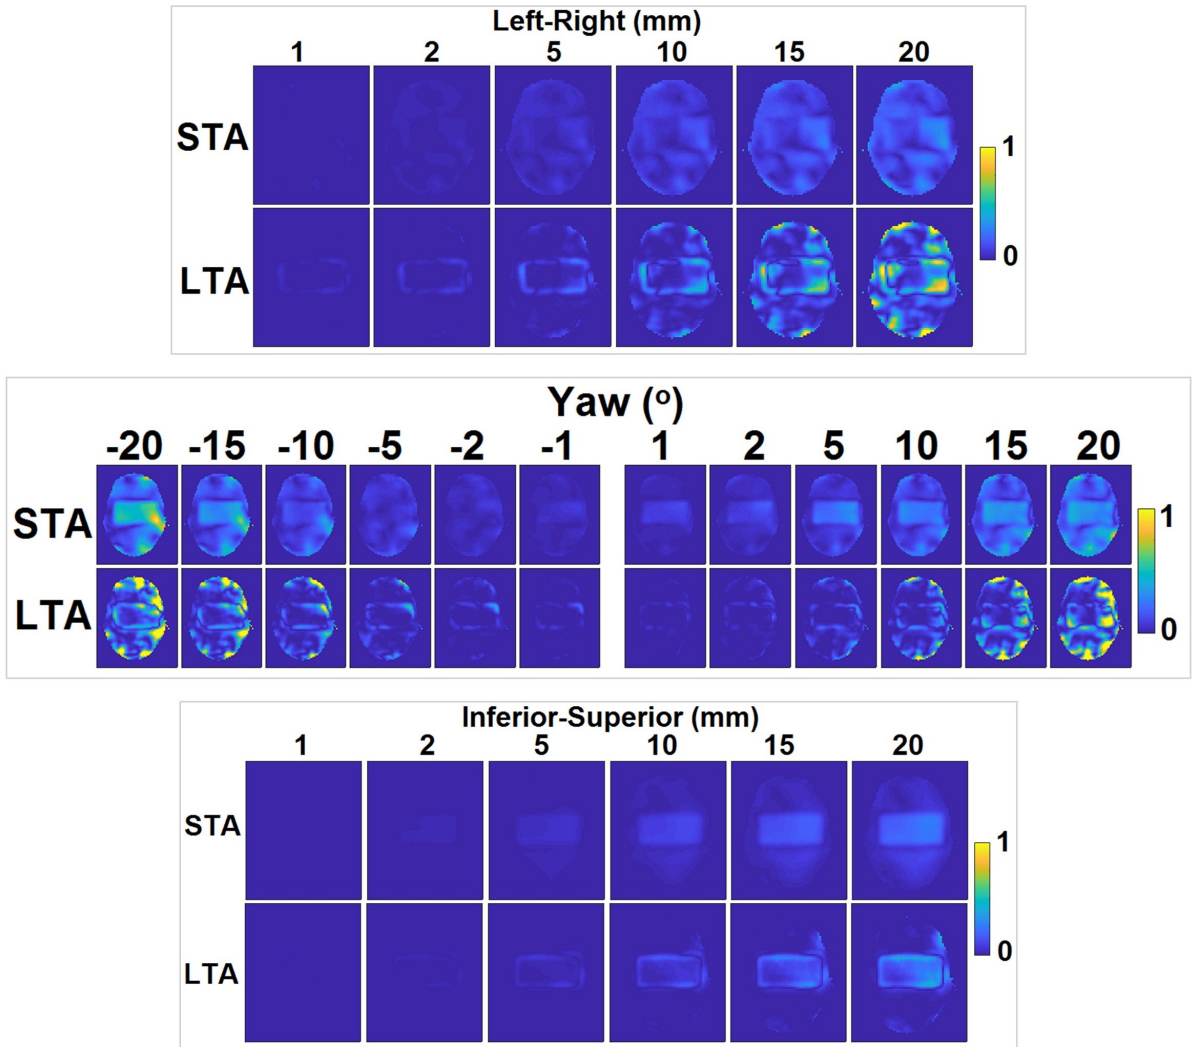 Left-Right (mm)
1 2 5 10 15 20
STA
1
0
LTA
Yaw (º)
-20 -15 -10 -5 -2 -1 1 2 5 10 15 20
STA
1
LTA
0
Inferior-Superior (mm)
1 2 5 10 15 20
STA
1
0
LTA